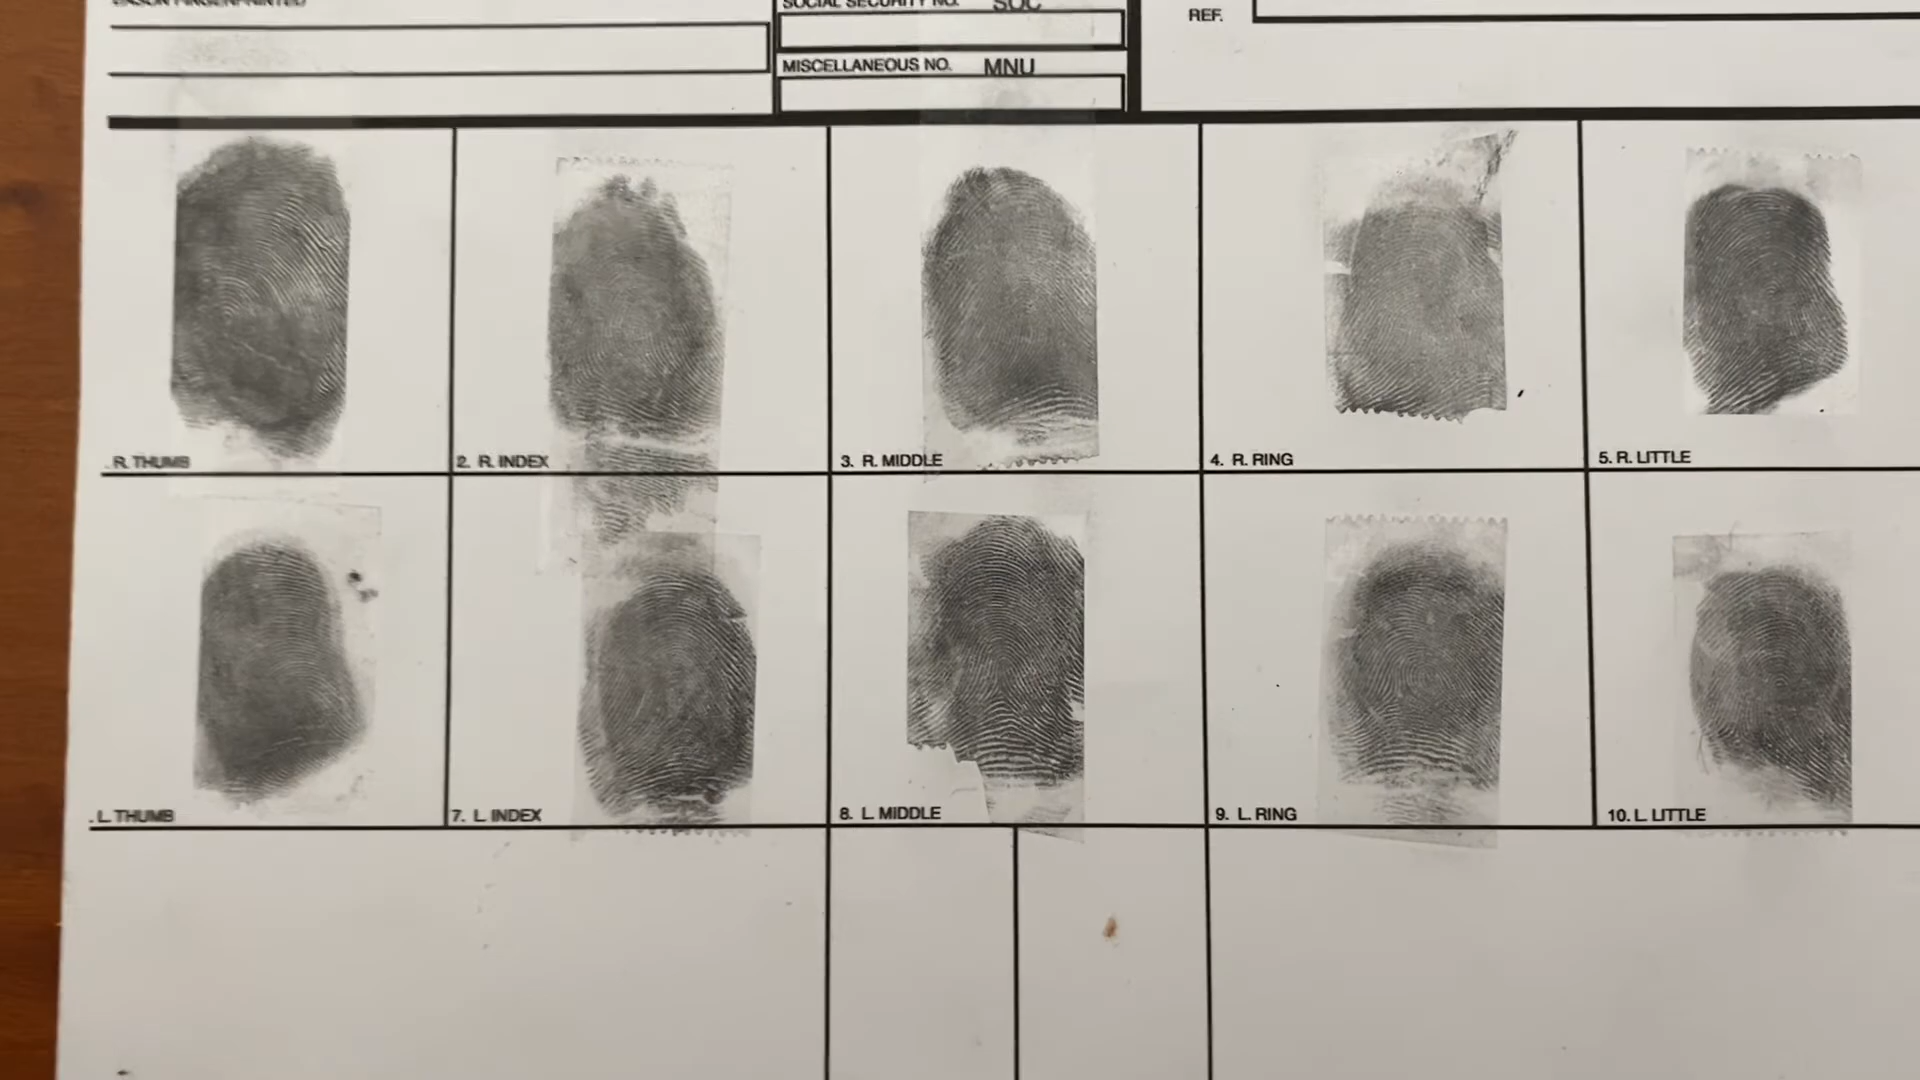 SOCIAL SECURITY NO. SOC
REF.
MISCELLANEOUS NO. MNU
R. THUMB
2. R. INDEX
3. R. MIDDLE
4. R. RING
5. R. LITTLE
. L. THUMB
7. L. INDEX
8. L. MIDDLE
9. L. RING
10. L. LITTLE